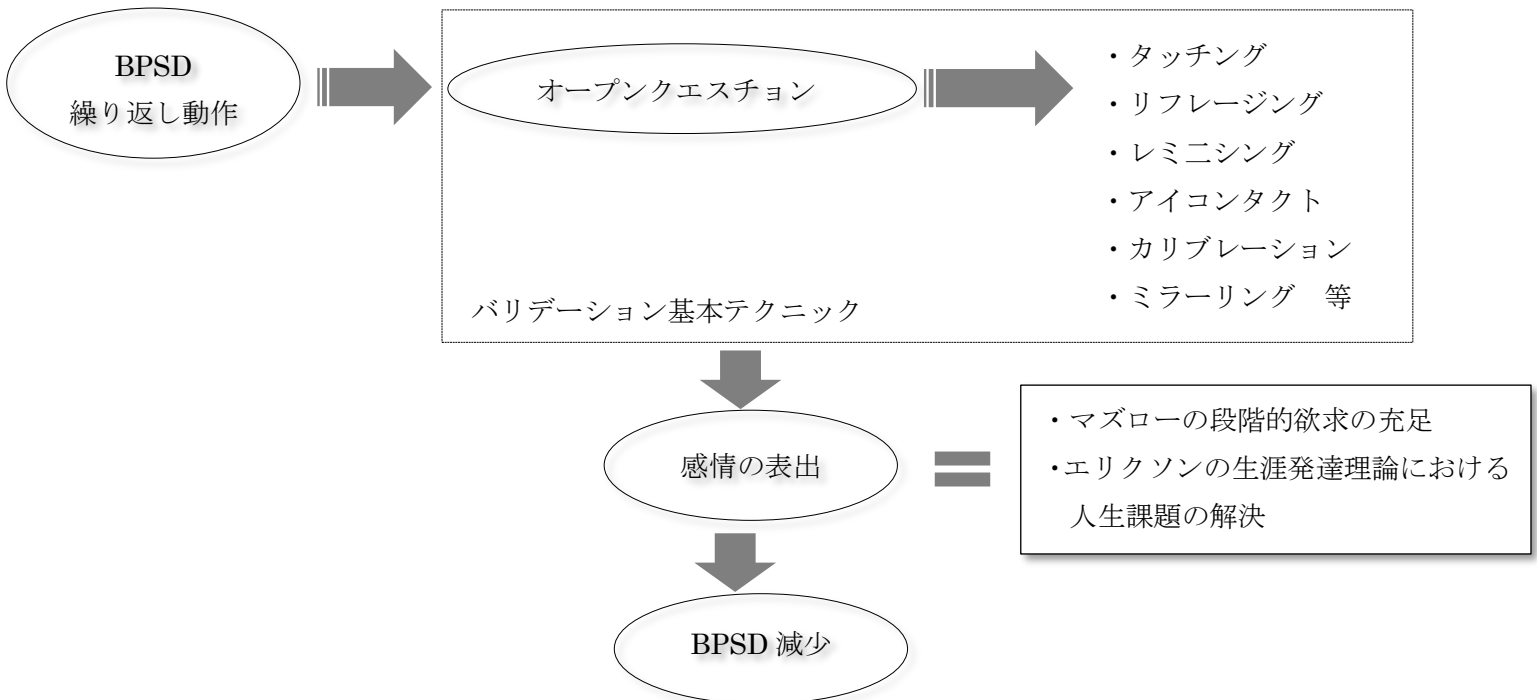 BPSD
繰り返し動作
オープンクエスチョン
・タッチング
・リフレージング
・レミ二シング
・アイコンタクト
・カリブレーション
・ミラーリング　等
バリデーション基本テクニック
感情の表出
・マズローの段階的欲求の充足
・エリクソンの生涯発達理論における
人生課題の解決
BPSD 減少